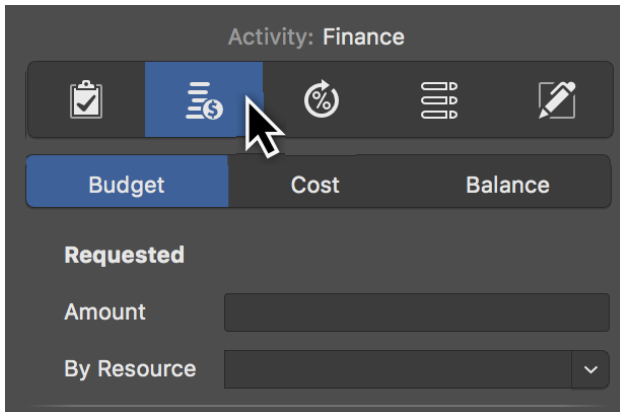 Activity: Finance
Budget Cost Balance
Requested
Amount
By Resource